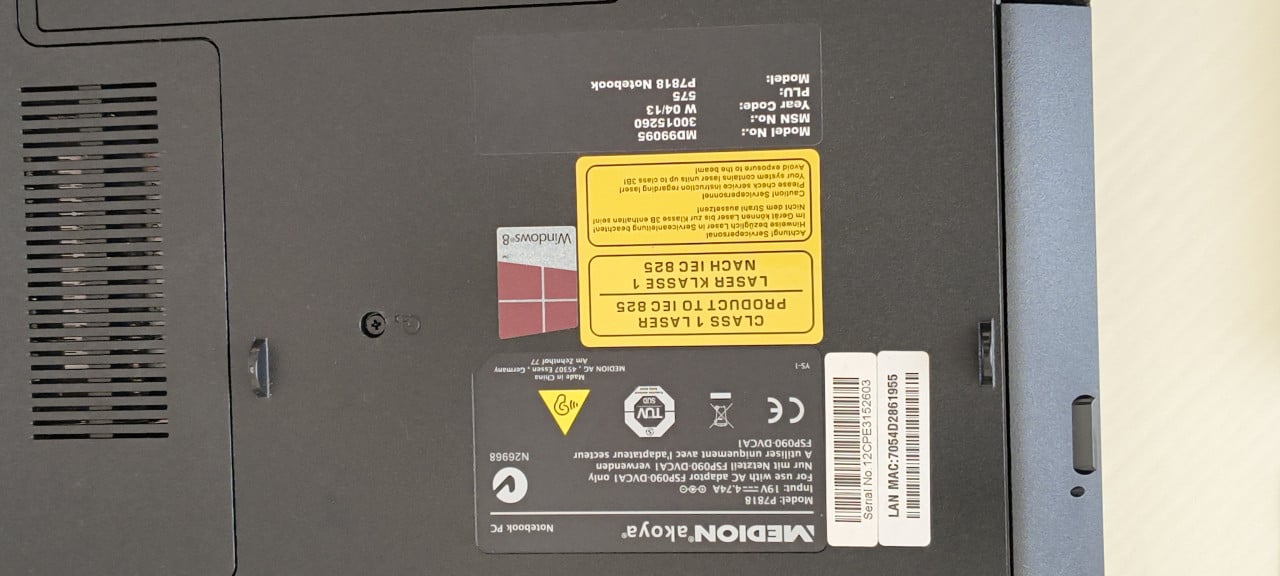 MEDION® akoya®
Notebook PC
Model: P7818
Input: 19V 4.74A
For use with AC adaptor FSP090-DVCA1 only
Nur mit Netzteil FSP090-DVCA1 verwenden
A utiliser uniquement avec l'adaptateur secteur
FSP090-DVCA1
N26968
CE
TÜV
SÜD
Made in China
MEDION AG, 45307 Essen, Germany
Am Zehnthof 77
YS-1
CLASS 1 LASER
PRODUCT TO IEC 825
LASER KLASSE 1
NACH IEC 825
Achtung! Servicepersonal
Hinweise bezüglich Laser in Serviceanleitung beachten!
Im Gerät können Laser bis zur Klasse 3B enthalten sein!
Nicht dem Strahl aussetzen!
Caution! Servicepersonnel
Please check service instruction regarding laser!
Your system contains laser units up to class 3B!
Avoid exposure to the beam!
Windows®8
Model No.: MD99095
MSN No.: 30015260
Year Code: W 04/13
PLU: 575
Model: P7818 Notebook
Serial No.12CPE3152603
LAN MAC:7054D2861955